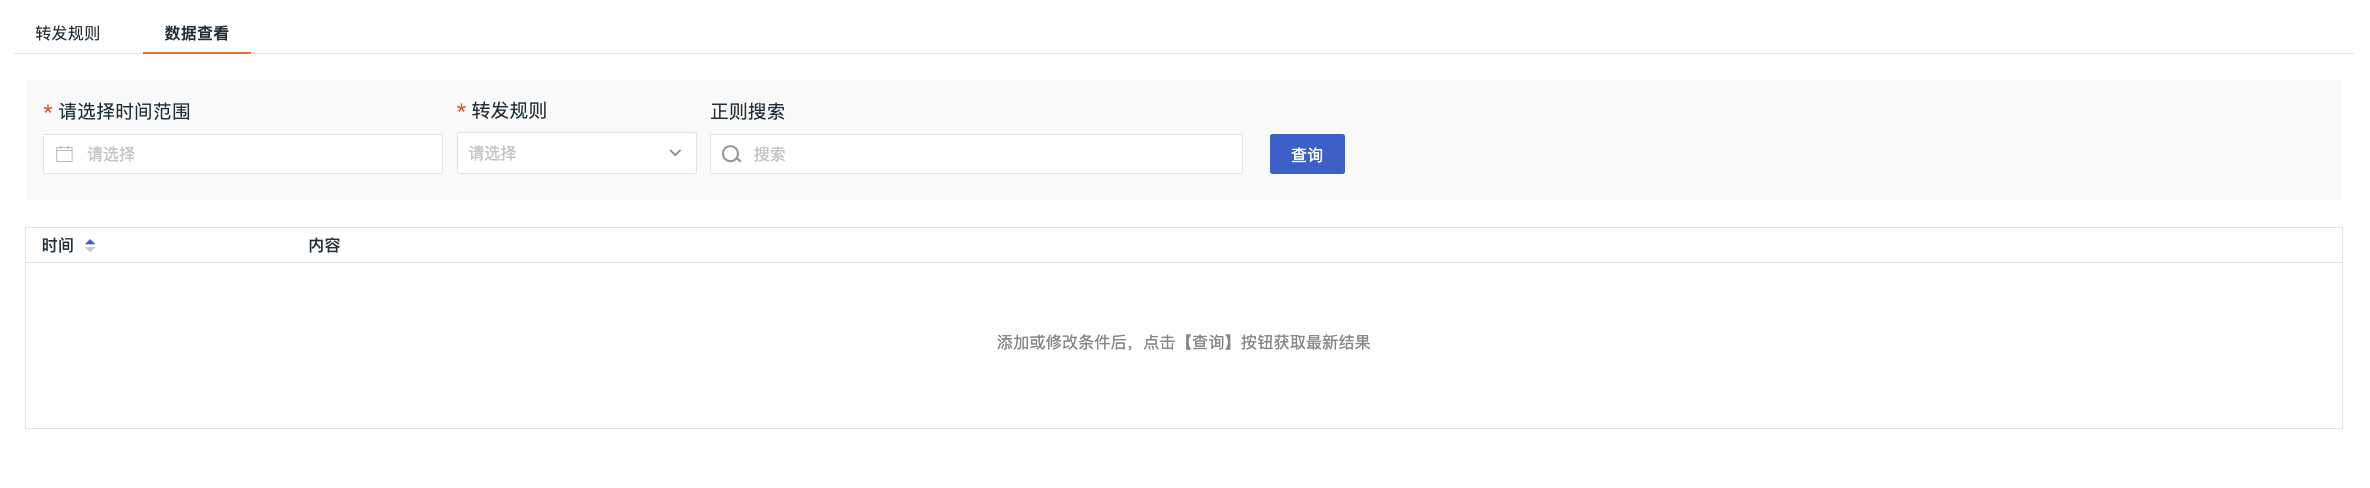 转发规则 数据查看
* 请选择时间范围 * 转发规则 正则搜索
请选择 请选择 搜索 查询
时间 内容
添加或修改条件后，点击【查询】按钮获取最新结果